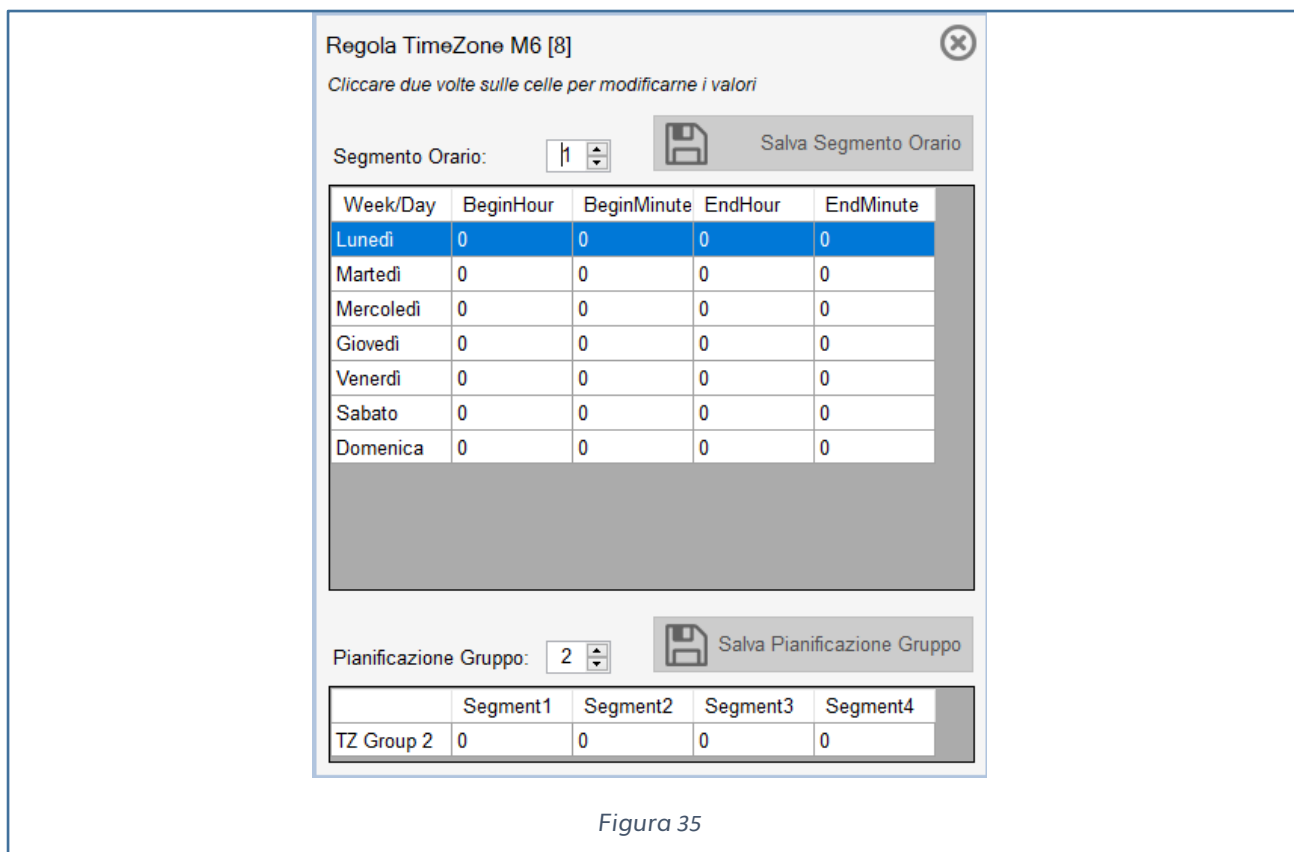 Regola TimeZone M6 [8]
Cliccare due volte sulle celle per modificarne i valori
Segmento Orario: 1 Salva Segmento Orario
Week/Day BeginHour BeginMinute EndHour EndMinute
Lunedì 0 0 0 0
Martedì 0 0 0 0
Mercoledì 0 0 0 0
Giovedì 0 0 0 0
Venerdì 0 0 0 0
Sabato 0 0 0 0
Domenica 0 0 0 0
Pianificazione Gruppo: 2 Salva Pianificazione Gruppo
Segment1 Segment2 Segment3 Segment4
TZ Group 2 0 0 0 0
Figura 35